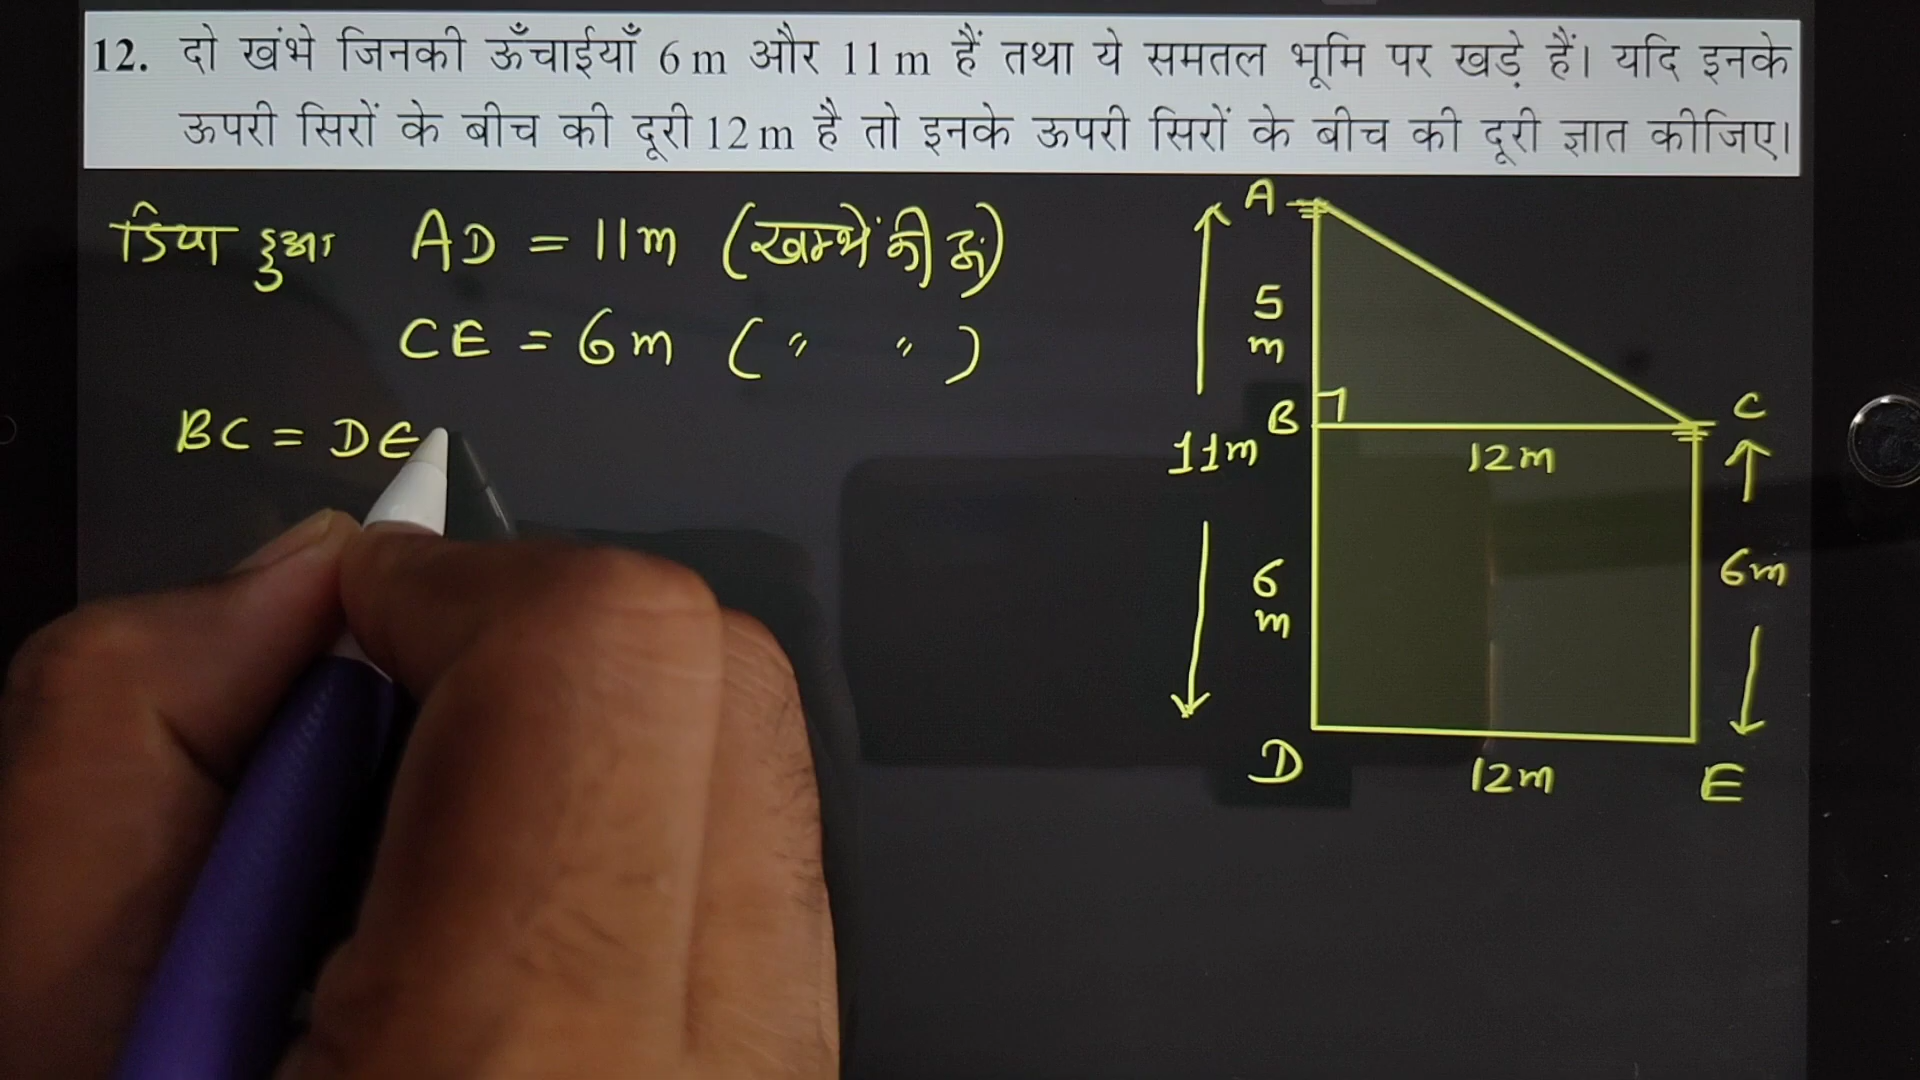 12. दो खंभे जिनकी ऊँचाईयाँ 6 m और 11 m हैं तथा ये समतल भूमि पर खड़े हैं। यदि इनके
ऊपरी सिरों के बीच की दूरी 12 m है तो इनके ऊपरी सिरों के बीच की दूरी ज्ञात कीजिए।
दिया हुआ AD = 11m (खम्भें की ऊं)
CE = 6m ( " " )
BC = DE
A
5
m
B
C
11m
12m
6
m
6m
D
12m
E